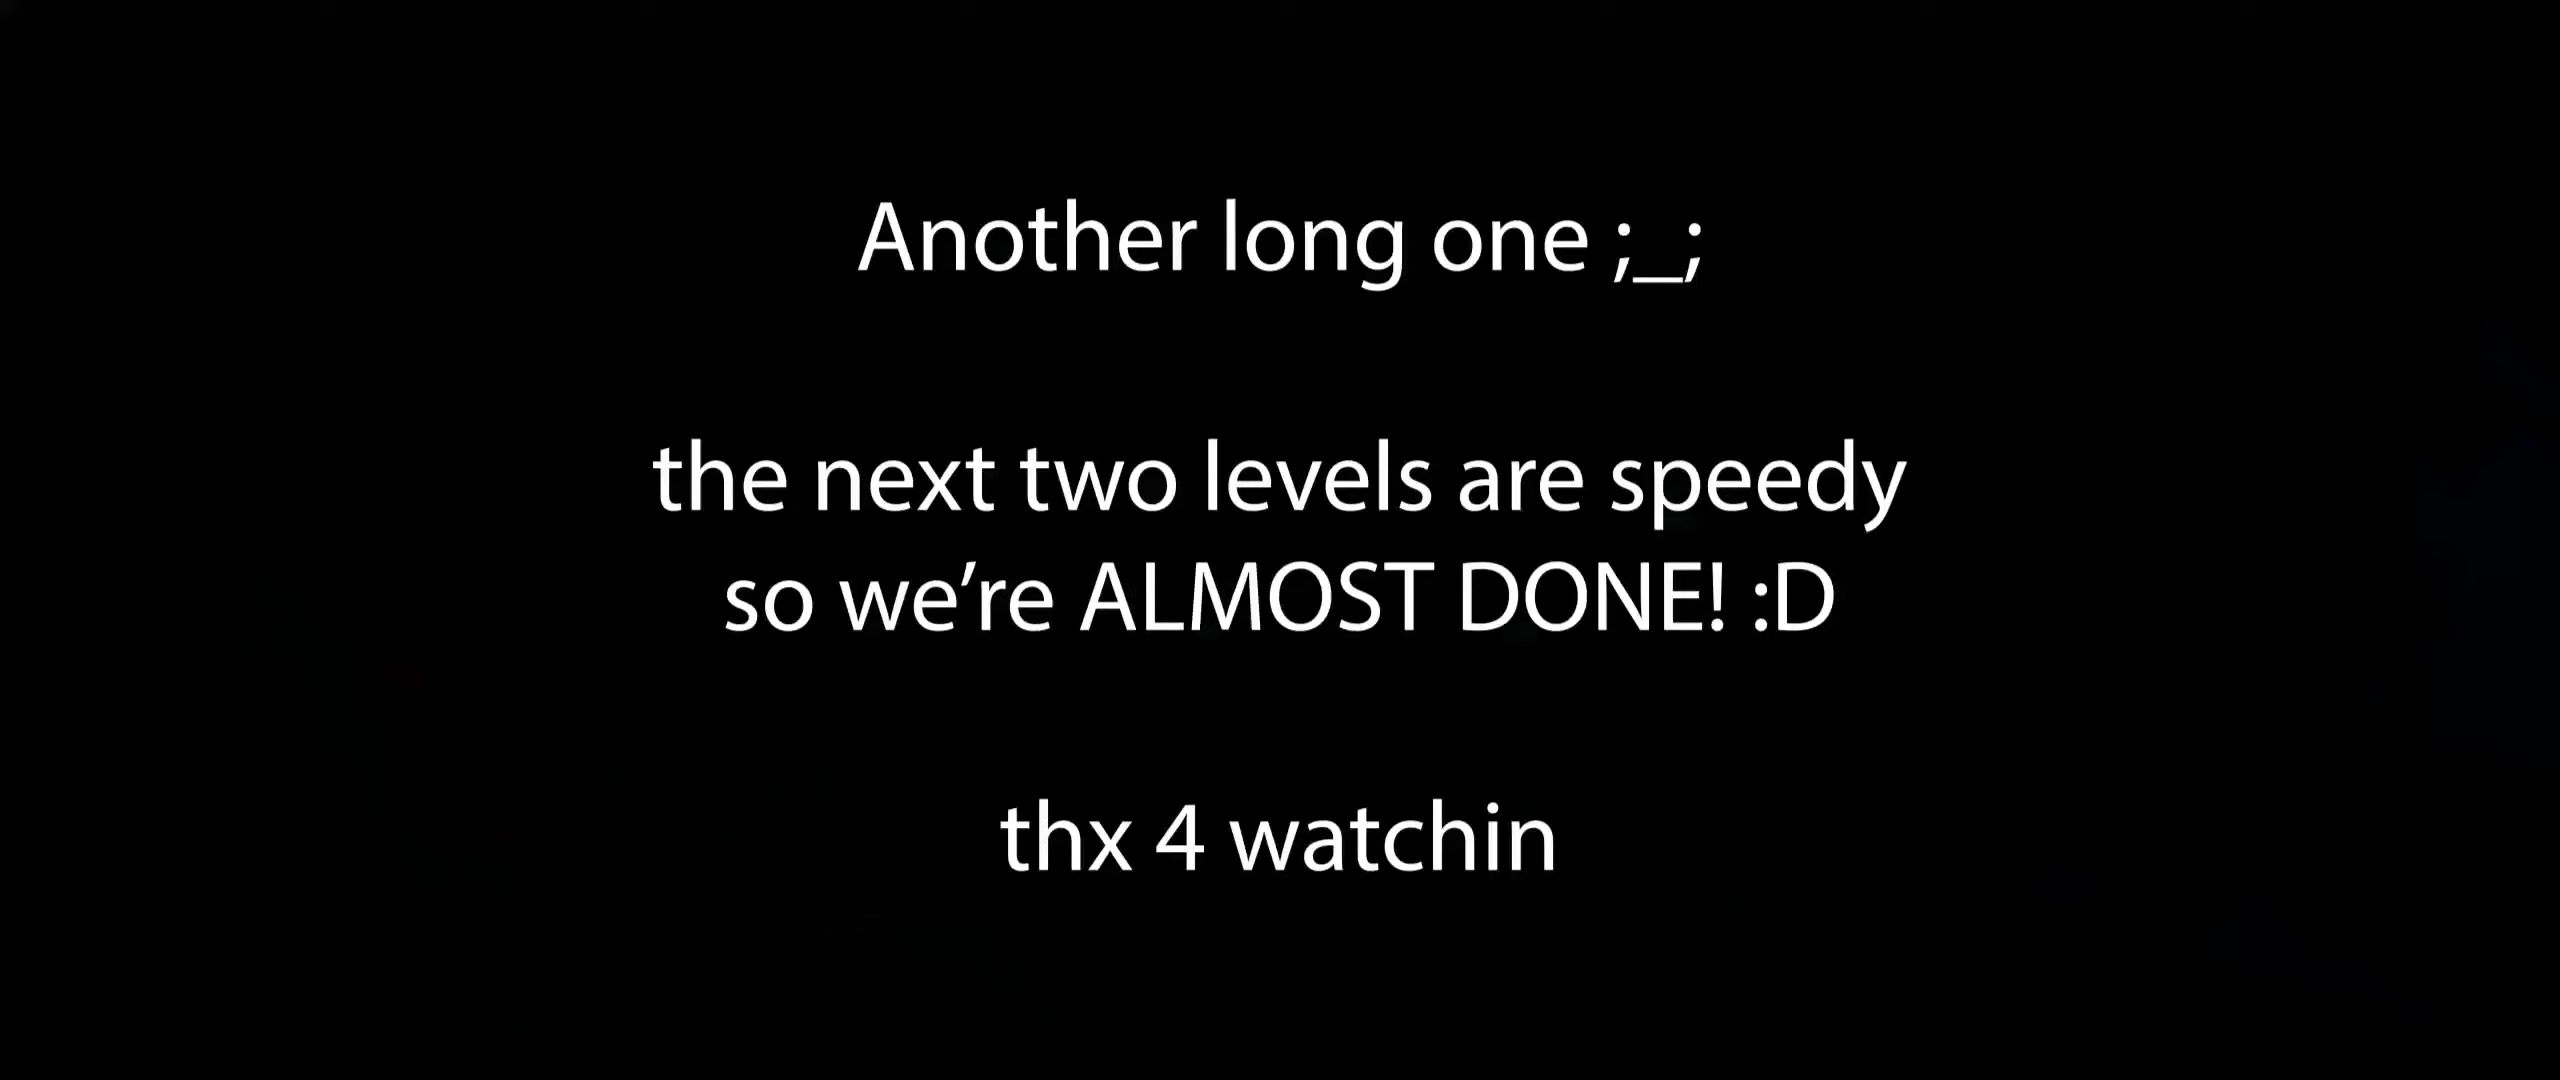 Another long one ;_;
the next two levels are speedy
so we’re ALMOST DONE! :D
thx 4 watchin